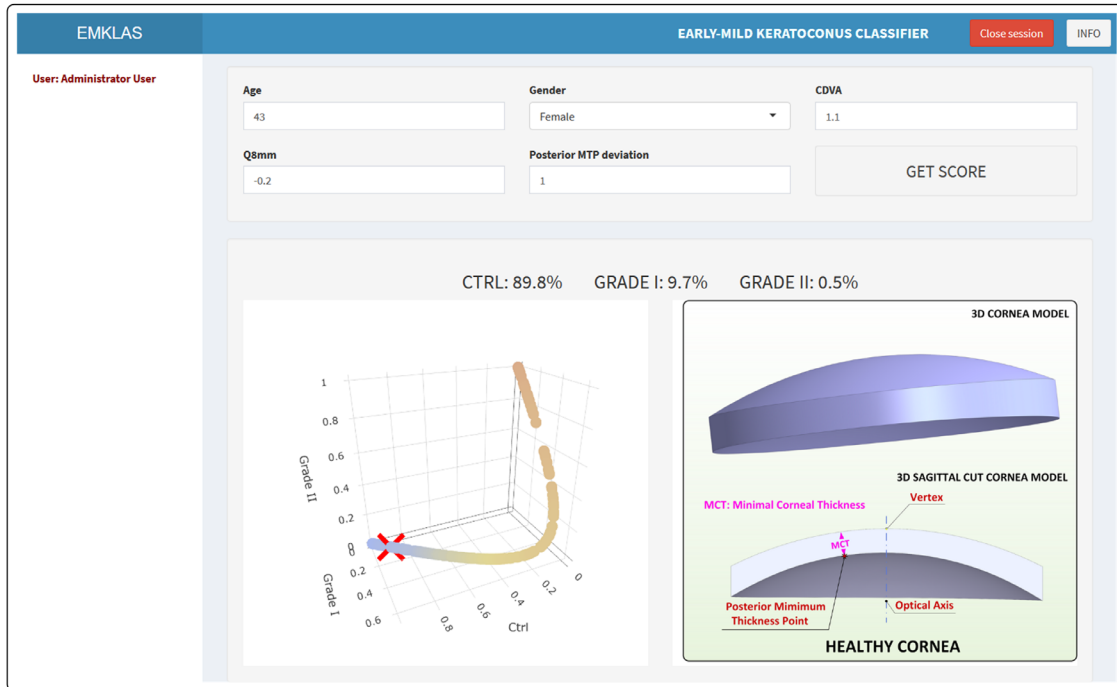 EMKLAS
EARLY-MILD KERATOCONUS CLASSIFIER
Close session
INFO
User: Administrator User
Age
Gender
CDVA
43
Female
1.1
Q8mm
Posterior MTP deviation
-0.2
1
GET SCORE
CTRL: 89.8%
GRADE I: 9.7%
GRADE II: 0.5%
1
0.8
0.6
0.4
0.2
0
Grade II
0
0.2
0.4
0.6
Grade I
0.8
0.6
0.4
0.2
0
Ctrl
3D CORNEA MODEL
3D SAGITTAL CUT CORNEA MODEL
MCT: Minimal Corneal Thickness
Vertex
MCT
Posterior Mimimum
Thickness Point
Optical Axis
HEALTHY CORNEA